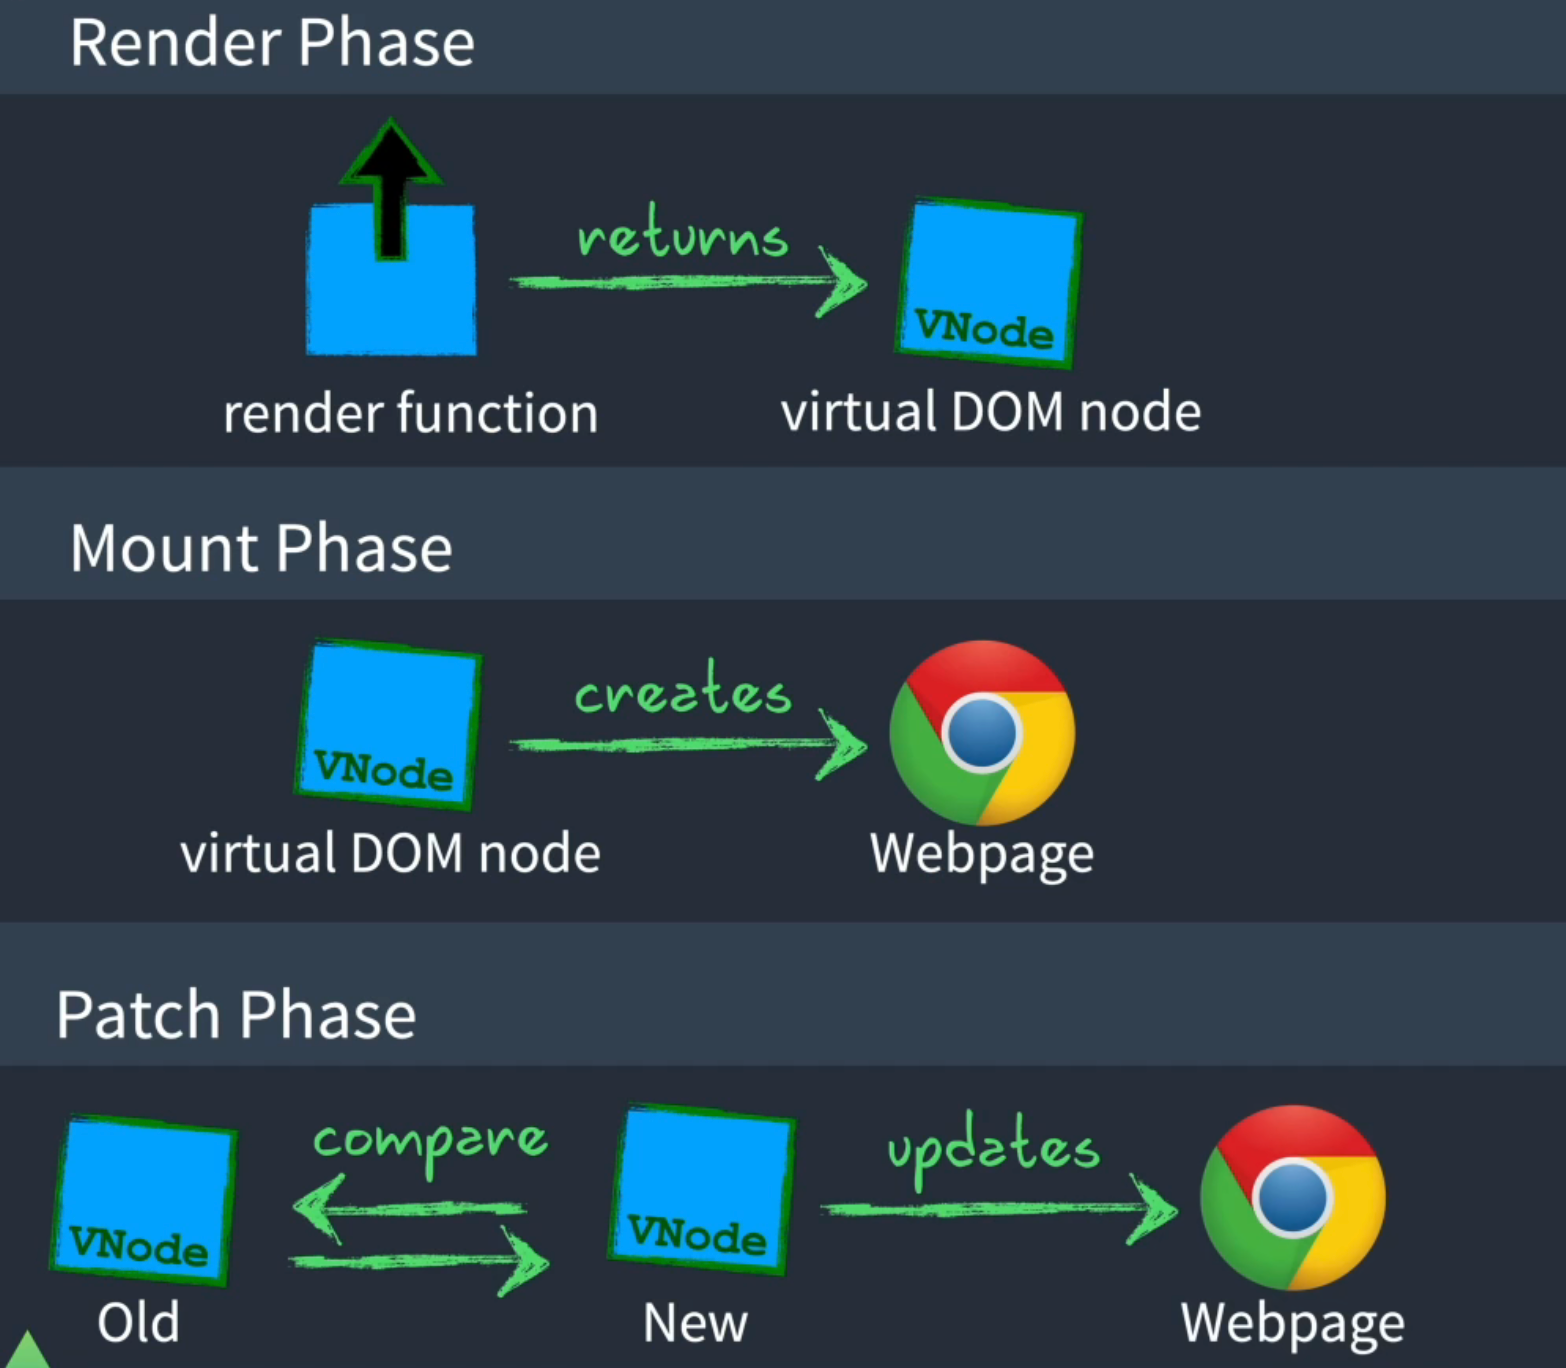 Render Phase
returns
VNode
render function
virtual DOM node
Mount Phase
creates
VNode
virtual DOM node
Webpage
Patch Phase
compare
updates
VNode
VNode
Old
New
Webpage